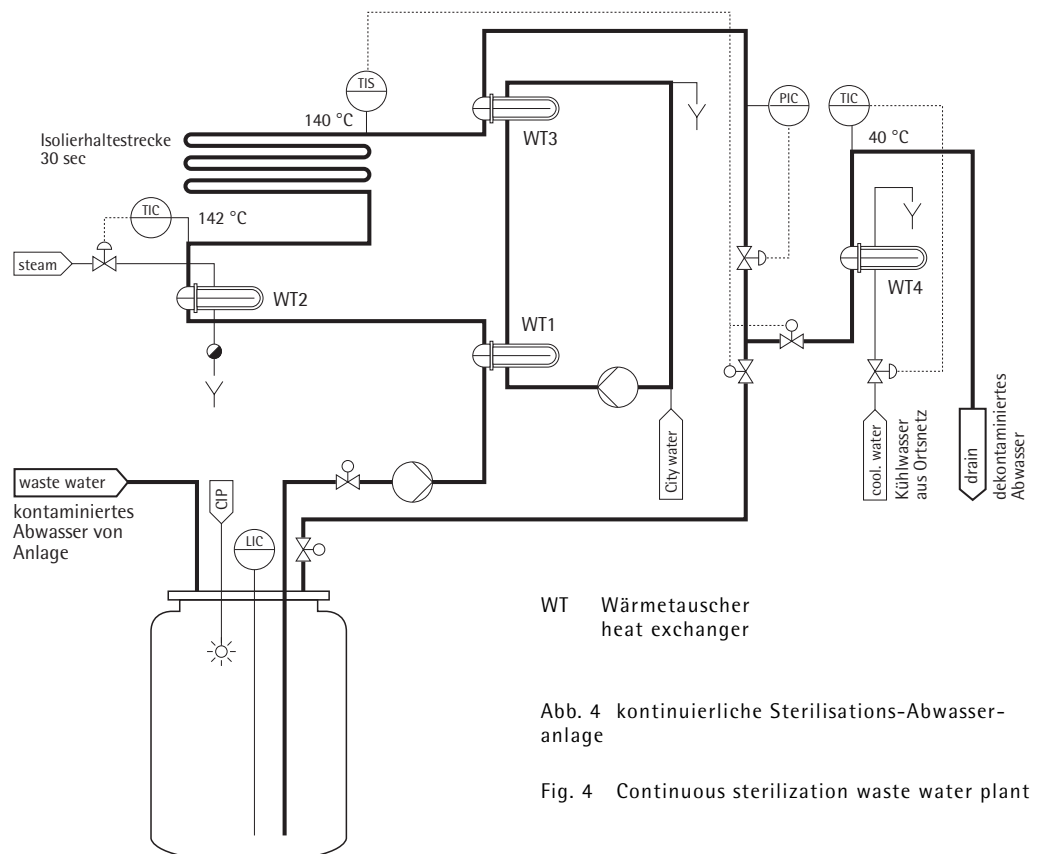 TIS
PIC
TIC
140 °C
40 °C
Isolierhaltestrecke
30 sec
WT3
TIC
142 °C
steam
WT2
WT4
WT1
waste water
kontaminiertes
Abwasser von
Anlage
CIP
LIC
City water
cool. water
Kühlwasser
aus Ortsnetz
drain
dekontaminiertes
Abwasser
WT Wärmetauscher
heat exchanger
Abb. 4 kontinuierliche Sterilisations-Abwasser-
anlage
Fig. 4 Continuous sterilization waste water plant